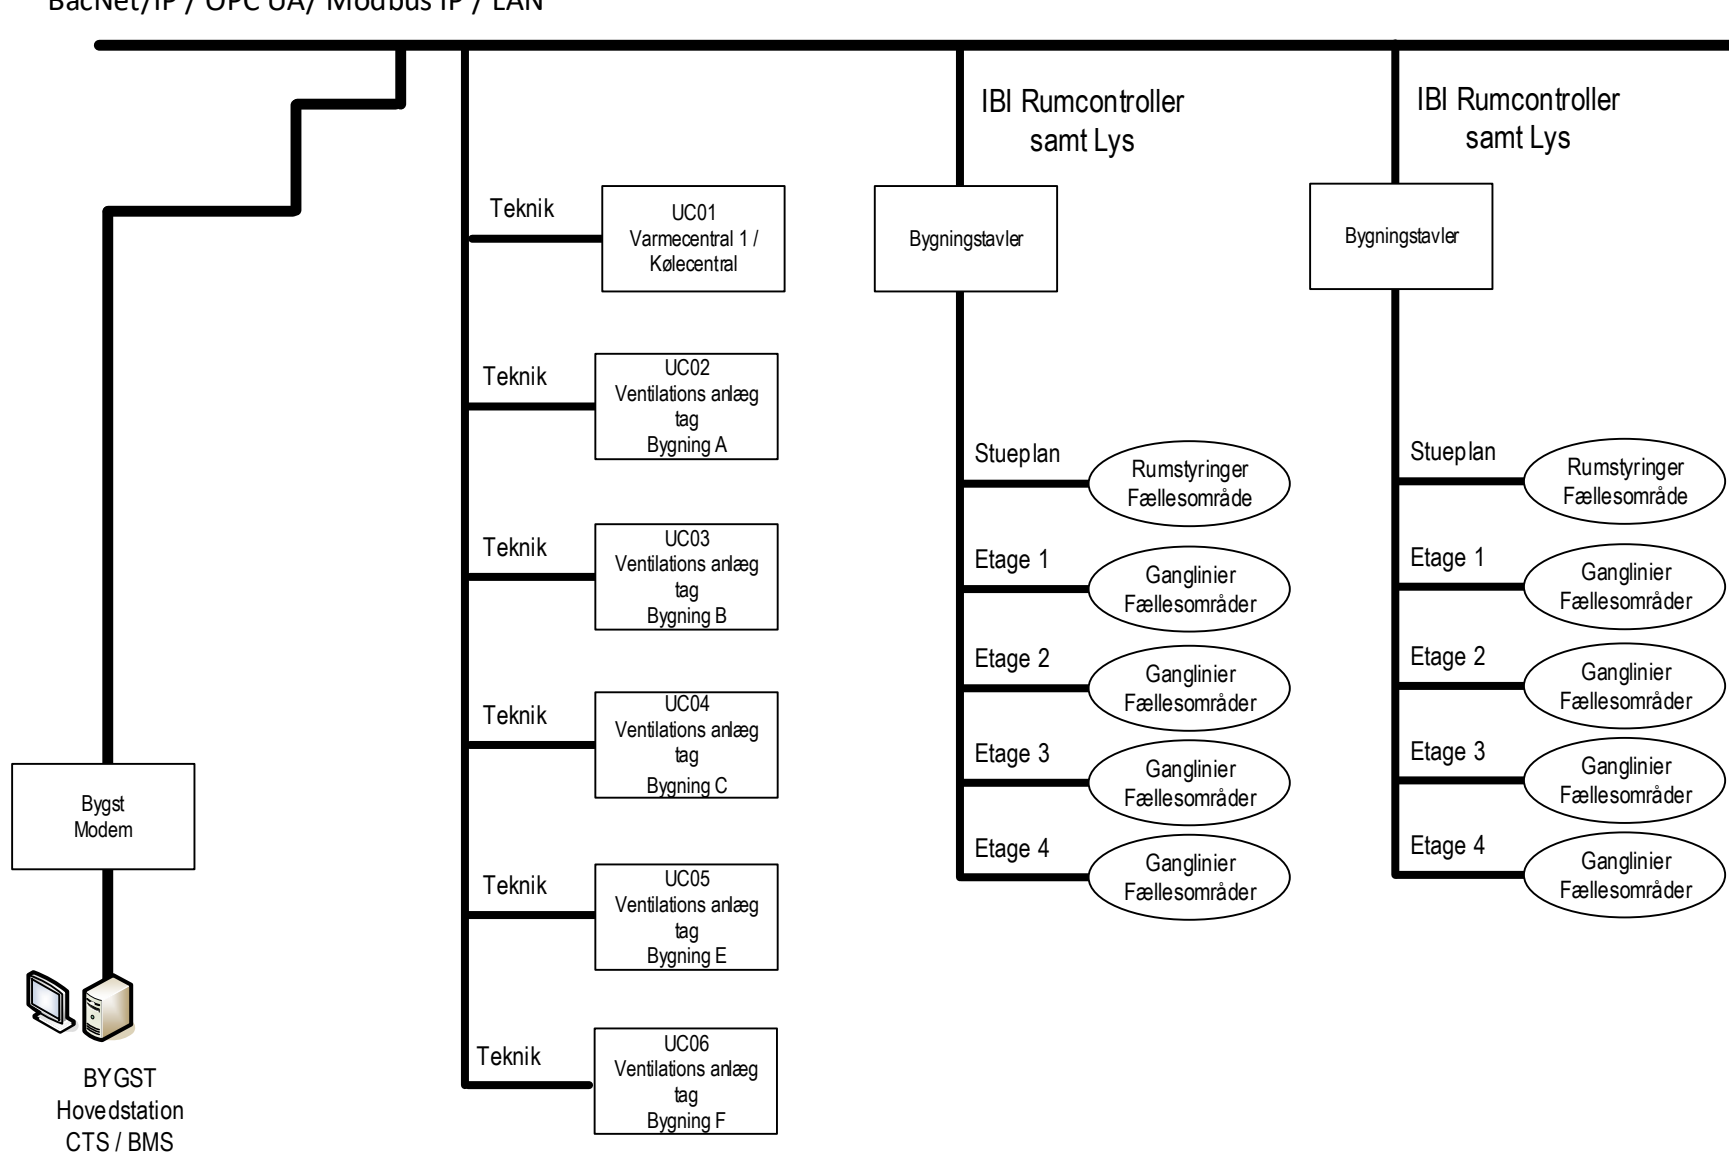 BacNet/IP / OPC UA/ Modbus IP / LAN
IBI Rumcontroller
samt Lys
IBI Rumcontroller
samt Lys
Teknik
UC01
Varmecentral 1 /
Kølecentral
Bygningstavler
Bygningstavler
Teknik
UC02
Ventilations anlæg
tag
Bygning A
Teknik
UC03
Ventilations anlæg
tag
Bygning B
Teknik
UC04
Ventilations anlæg
tag
Bygning C
Teknik
UC05
Ventilations anlæg
tag
Bygning E
Teknik
UC06
Ventilations anlæg
tag
Bygning F
Stueplan
Rumstyringer
Fællesområde
Etage 1
Ganglinier
Fællesområder
Etage 2
Ganglinier
Fællesområder
Etage 3
Ganglinier
Fællesområder
Etage 4
Ganglinier
Fællesområder
Stueplan
Rumstyringer
Fællesområde
Etage 1
Ganglinier
Fællesområder
Etage 2
Ganglinier
Fællesområder
Etage 3
Ganglinier
Fællesområder
Etage 4
Ganglinier
Fællesområder
Bygst
Modem
BYGST
Hovedstation
CTS / BMS